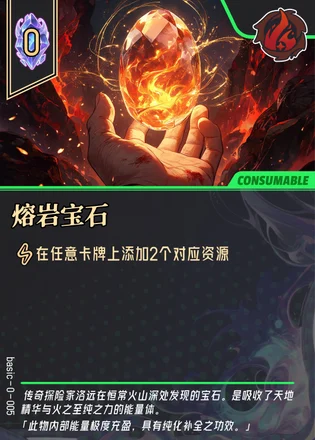 0
CONSUMABLE
熔岩宝石
在任意卡牌上添加2个对应资源
basic-0-005
传奇探险家洛远在恒常火山深处发现的宝石。是吸收了天地
精华与火之至纯之力的能量体。
「此物内部能量极度充盈，具有纯化补全之功效。」